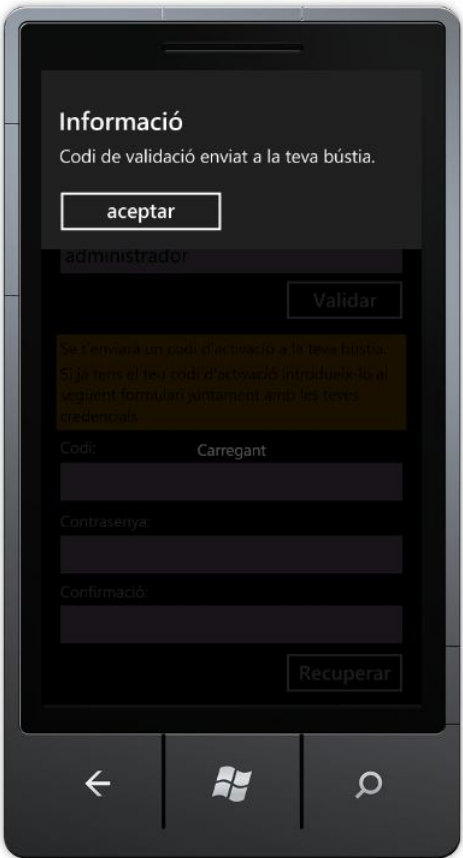 Informació
Codi de validació enviat a la teva bústia.
aceptar
administrador
Validar
Se t'enviarà un codi d'activació a la teva bústia.
Si ja tens el teu codi d'activació introdueix-lo al
següent formulari juntament amb les teves
credencials
Codi:
Carregant
Contrasenya:
Confirmació:
Recuperar